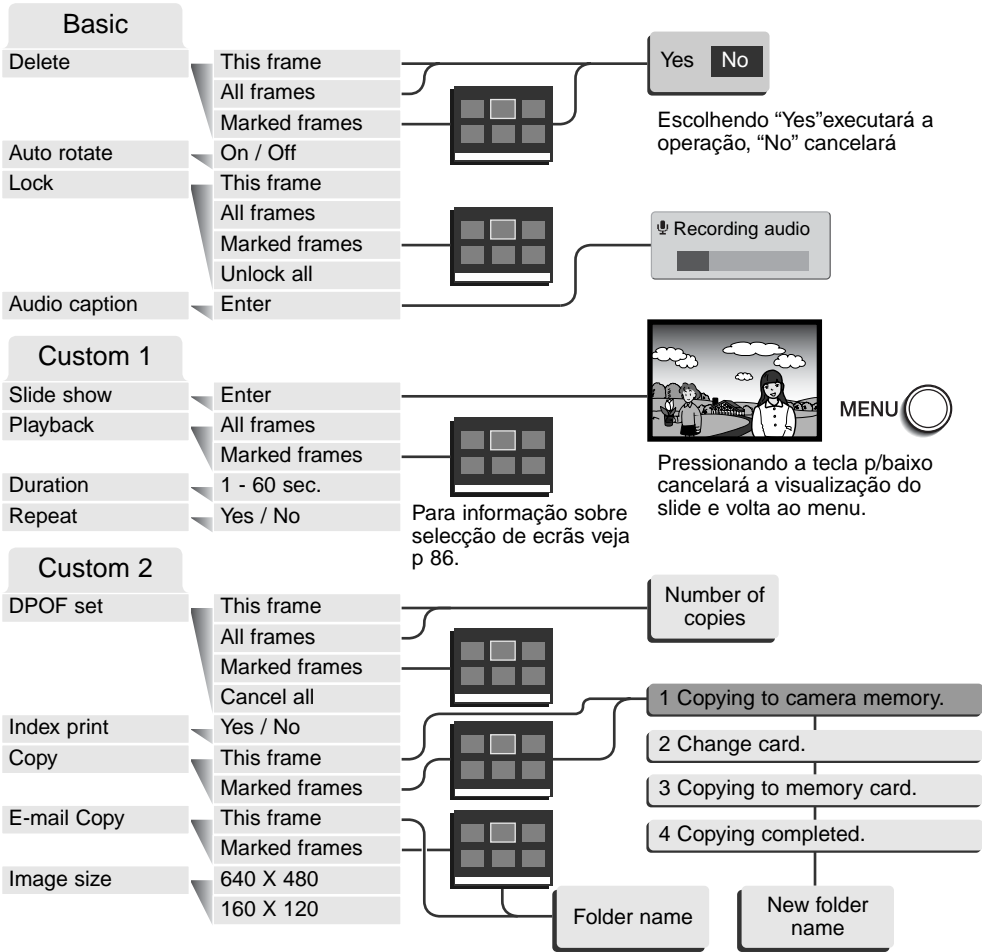 Basic
Delete
This frame
All frames
Marked frames
Yes No
Escolhendo “Yes”executará a
operação, “No” cancelará
Auto rotate
On / Off
Lock
This frame
All frames
Marked frames
Unlock all
Recording audio
Audio caption
Enter
Custom 1
Slide show
Enter
Playback
All frames
Marked frames
MENU
Duration
1 - 60 sec.
Repeat
Yes / No
Para informação sobre
selecção de ecrãs veja
p 86.
Pressionando a tecla p/baixo
cancelará a visualização do
slide e volta ao menu.
Custom 2
DPOF set
This frame
All frames
Marked frames
Cancel all
Number of
copies
Index print
Yes / No
Copy
This frame
Marked frames
1 Copying to camera memory.
2 Change card.
3 Copying to memory card.
4 Copying completed.
E-mail Copy
This frame
Marked frames
Image size
640 X 480
160 X 120
Folder name
New folder
name